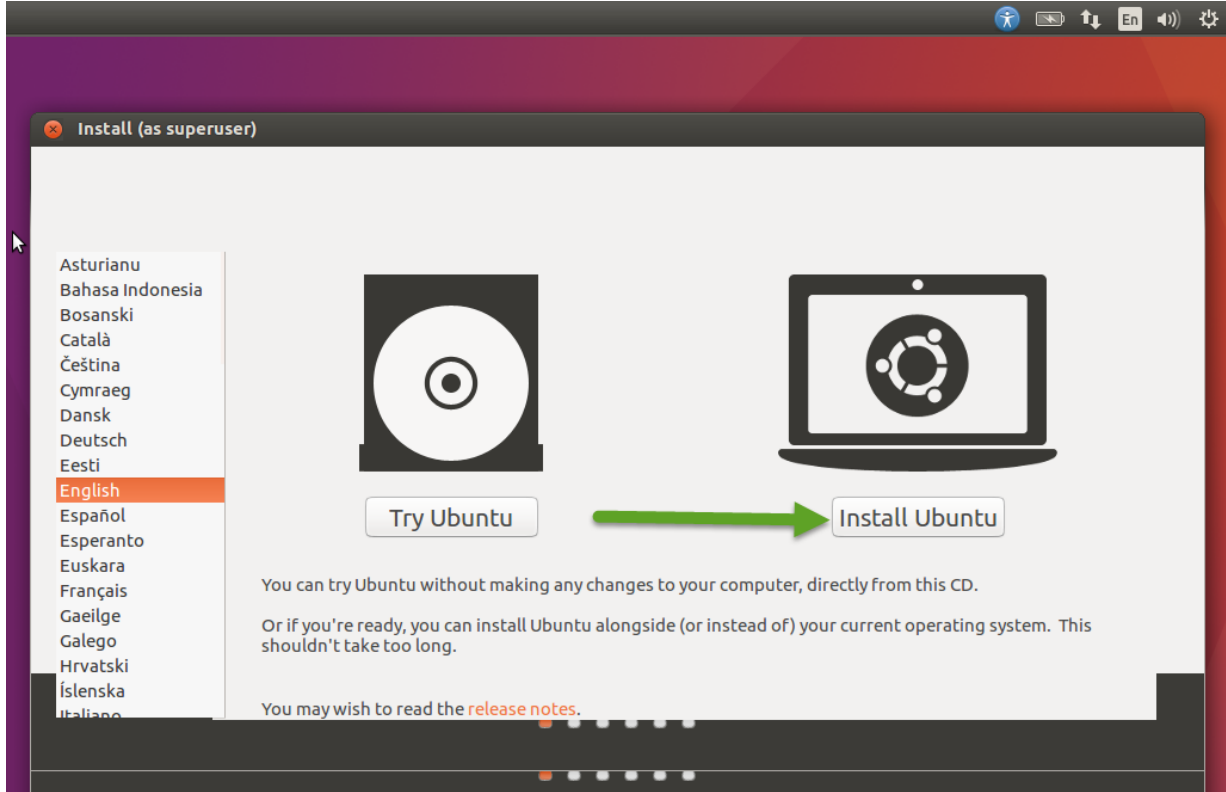 En
Install (as superuser)
Asturianu
Bahasa Indonesia
Bosanski
Català
Čeština
Cymraeg
Dansk
Deutsch
Eesti
English
Español
Esperanto
Euskara
Français
Gaeilge
Galego
Hrvatski
Íslenska
Italiano
Try Ubuntu
Install Ubuntu
You can try Ubuntu without making any changes to your computer, directly from this CD.
Or if you're ready, you can install Ubuntu alongside (or instead of) your current operating system. This
shouldn't take too long.
You may wish to read the release notes.